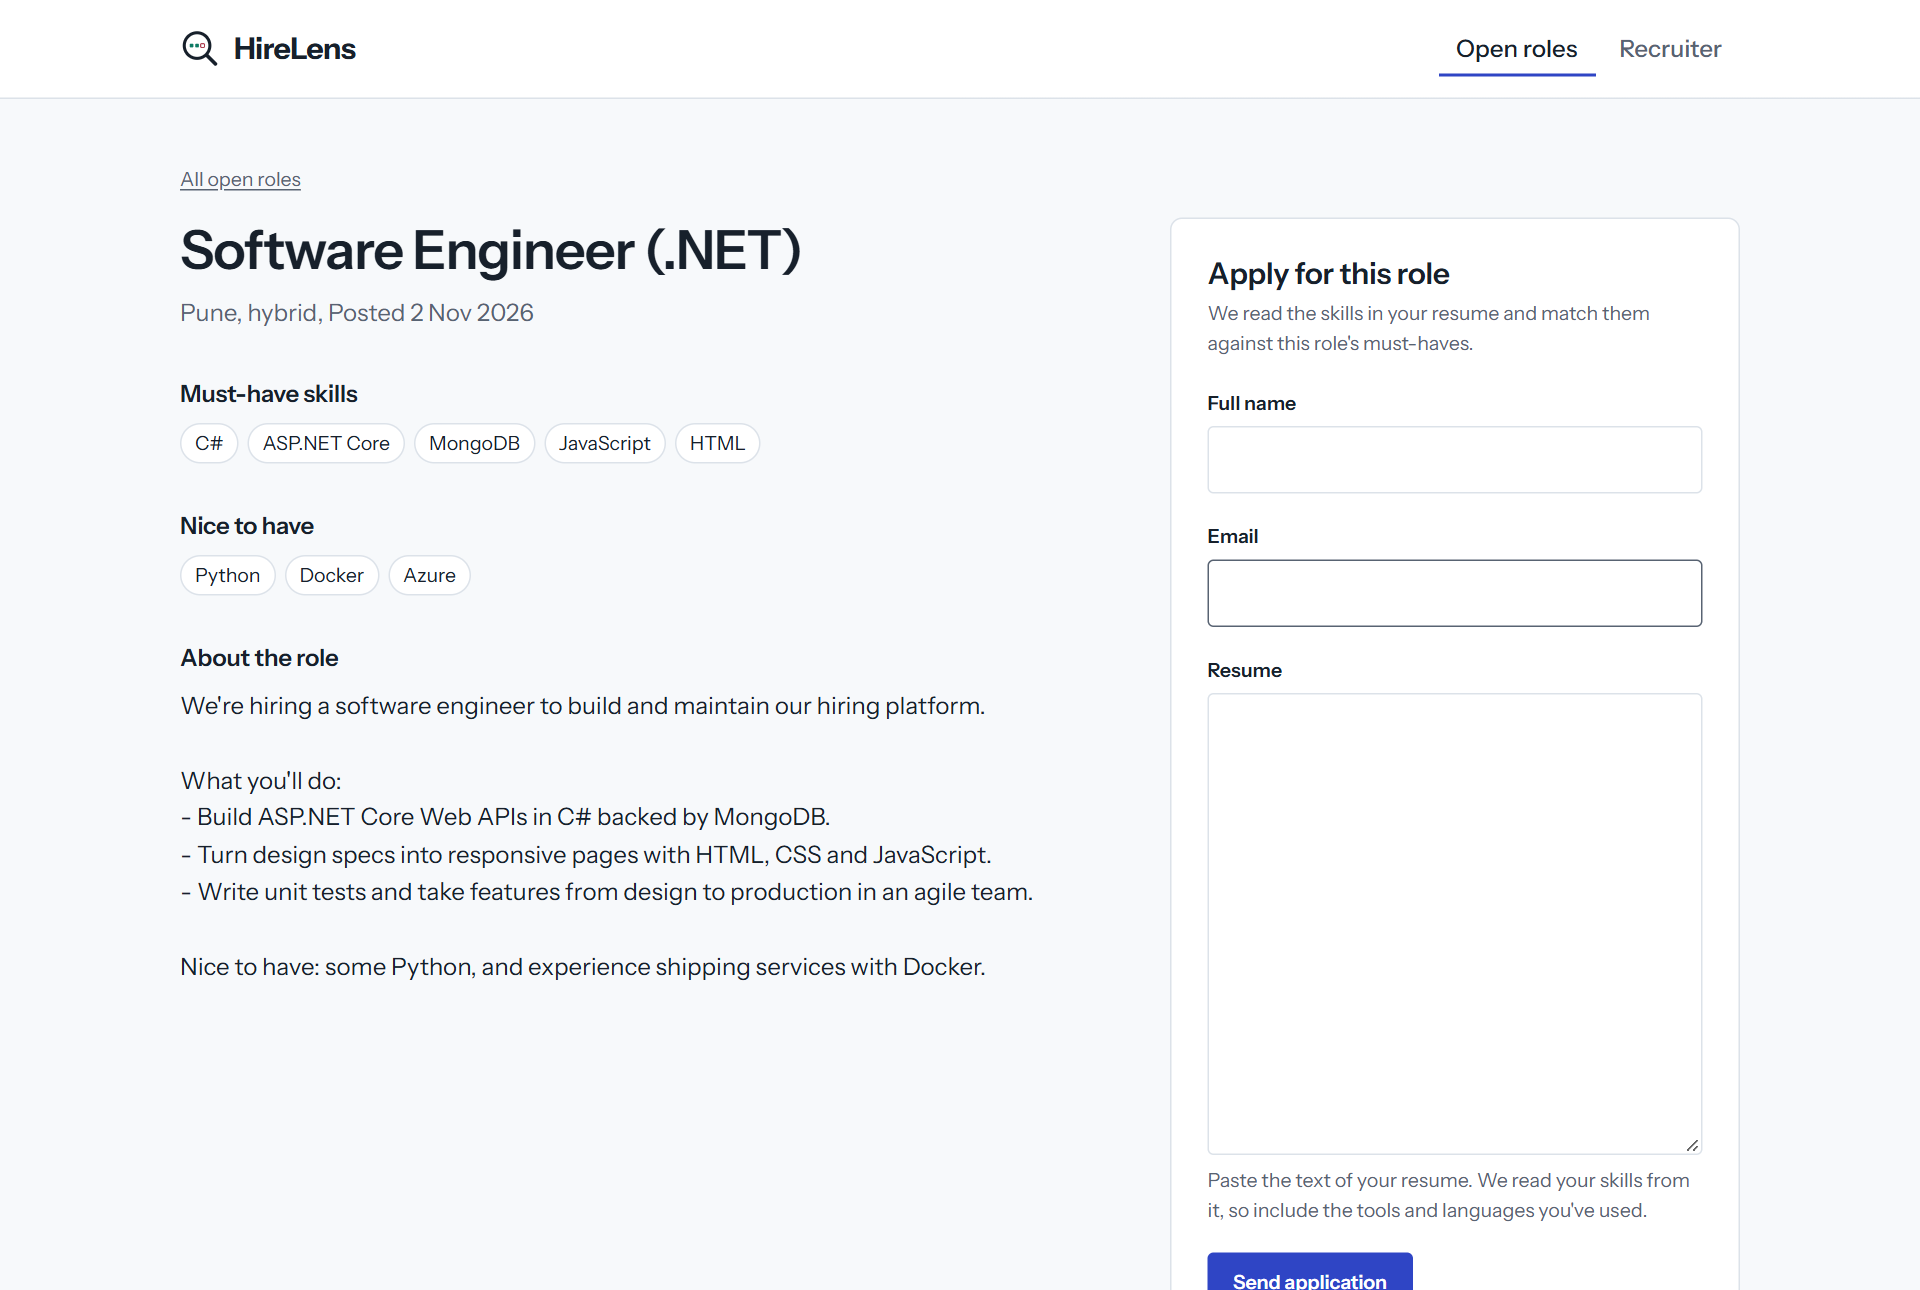 HireLens
Open roles
Recruiter
All open roles
Software Engineer (.NET)
Pune, hybrid, Posted 2 Nov 2026
Must-have skills
C#
ASP.NET Core
MongoDB
JavaScript
HTML
Nice to have
Python
Docker
Azure
About the role
We're hiring a software engineer to build and maintain our hiring platform.
What you'll do:
- Build ASP.NET Core Web APIs in C# backed by MongoDB.
- Turn design specs into responsive pages with HTML, CSS and JavaScript.
- Write unit tests and take features from design to production in an agile team.
Nice to have: some Python, and experience shipping services with Docker.
Apply for this role
We read the skills in your resume and match them
against this role's must-haves.
Full name
Email
Resume
Paste the text of your resume. We read your skills from
it, so include the tools and languages you've used.
Send application